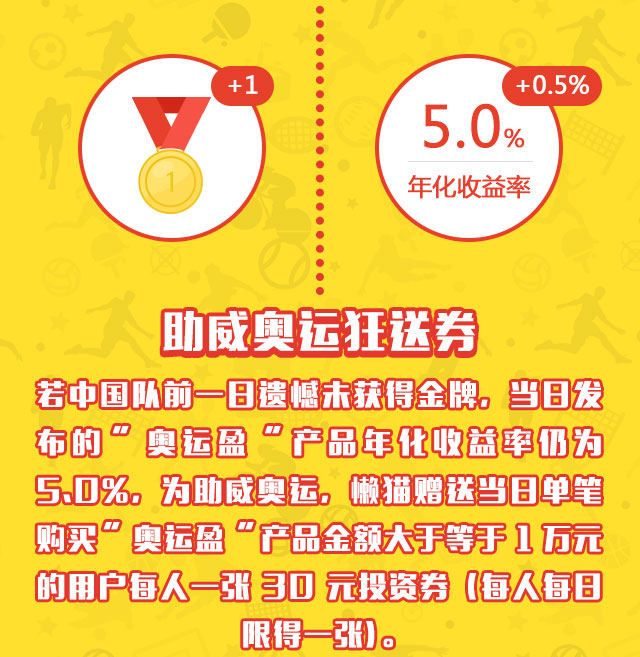 +1
1
+0.5%
5.0%
年化收益率
助威奥运狂送券
若中国队前一日遗憾未获得金牌，当日发
布的”奥运盈“产品年化收益率仍为
5.0%，为助威奥运，懒猫赠送当日单笔
购买”奥运盈“产品金额大于等于1万元
的用户每人一张 30 元投资券（每人每日
限得一张）。